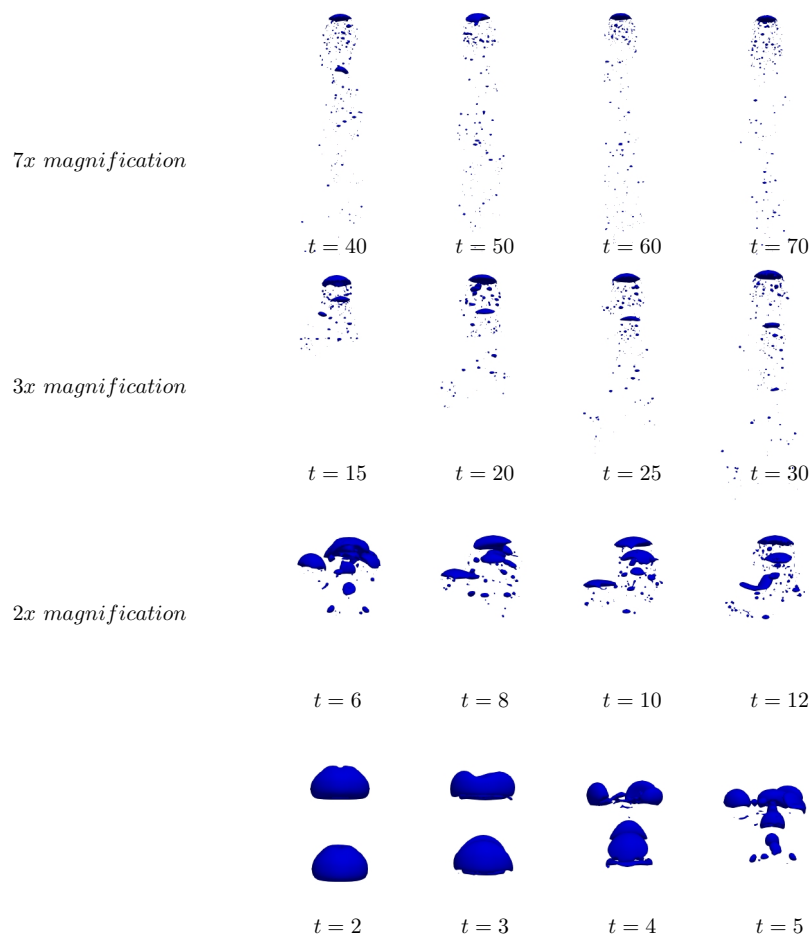 7x magnification
t = 40 t = 50 t = 60 t = 70
3x magnification
t = 15 t = 20 t = 25 t = 30
2x magnification
t = 6 t = 8 t = 10 t = 12
t = 2 t = 3 t = 4 t = 5